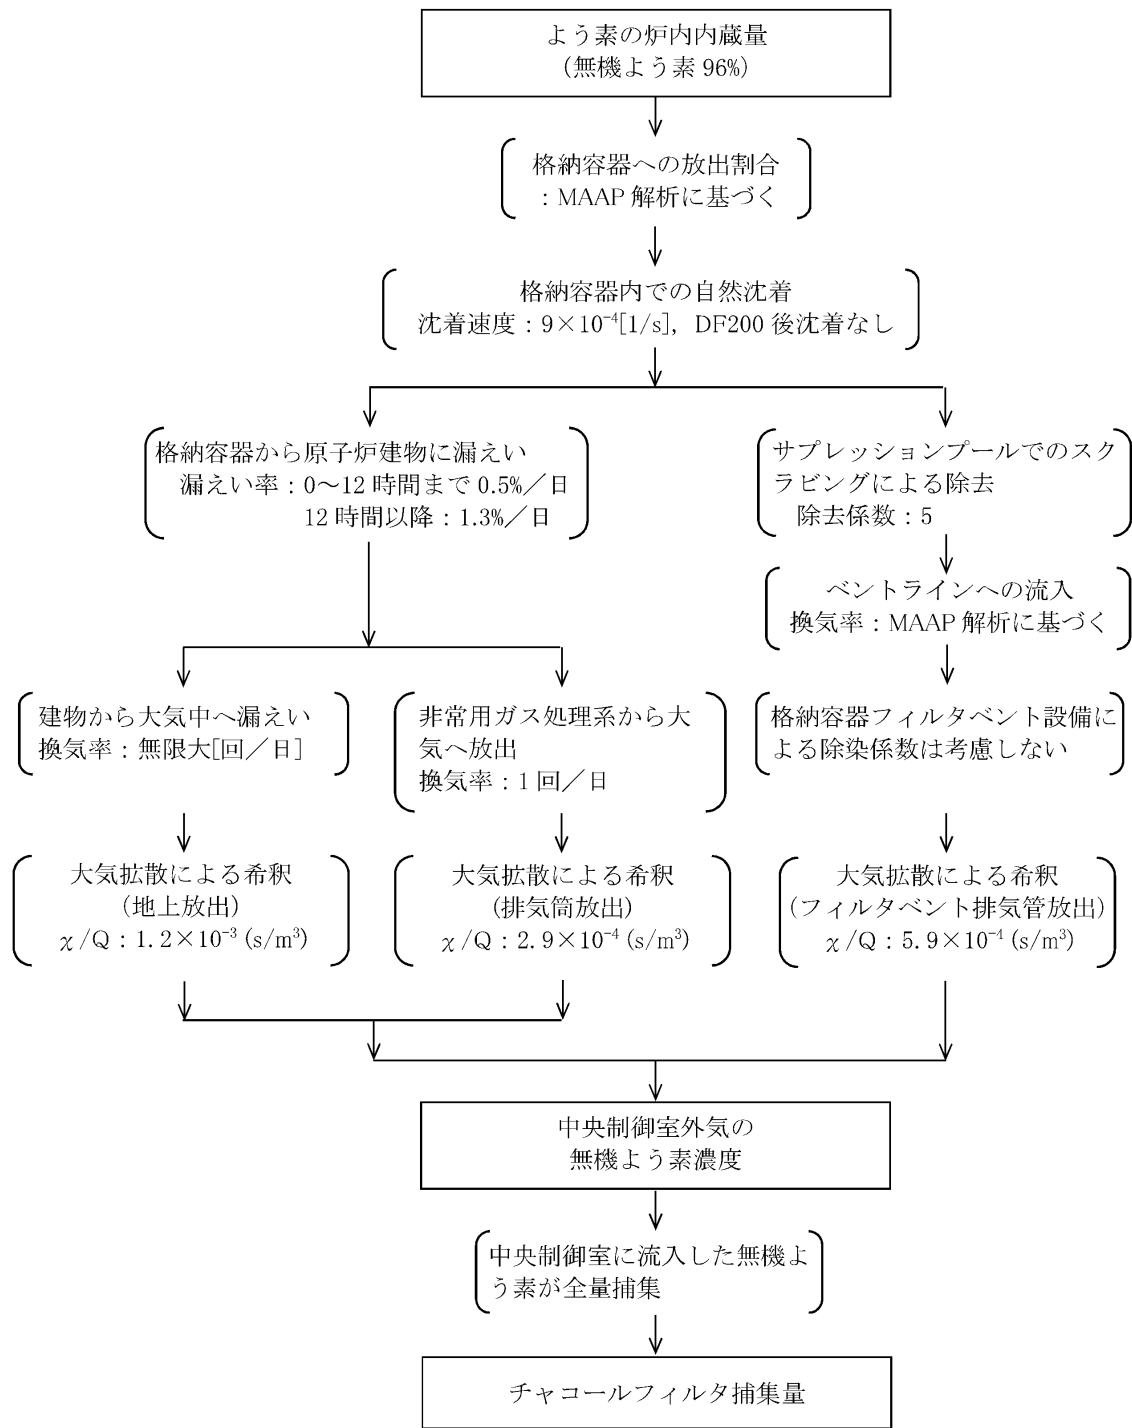 よう素の炉内内蔵量
(無機よう素 96%)
格納容器への放出割合
：MAAP 解析に基づく
格納容器内での自然沈着
沈着速度：9×10⁻⁴[1/s]，DF200 後沈着なし
格納容器から原子炉建物に漏えい
漏えい率：0～12 時間まで 0.5%／日
12 時間以降：1.3%／日
サプレッションプールでのスク
ラビングによる除去
除去係数：5
ベントラインへの流入
換気率：MAAP 解析に基づく
建物から大気中へ漏えい
換気率：無限大[回／日]
非常用ガス処理系から大
気へ放出
換気率：1 回／日
格納容器フィルタベント設備に
よる除染係数は考慮しない
大気拡散による希釈
(地上放出)
χ/Q：1.2×10⁻³ (s/m³)
大気拡散による希釈
(排気筒放出)
χ/Q：2.9×10⁻⁴ (s/m³)
大気拡散による希釈
(フィルタベント排気管放出)
χ/Q：5.9×10⁻⁴ (s/m³)
中央制御室外気の
無機よう素濃度
中央制御室に流入した無機よ
う素が全量捕集
チャコールフィルタ捕集量